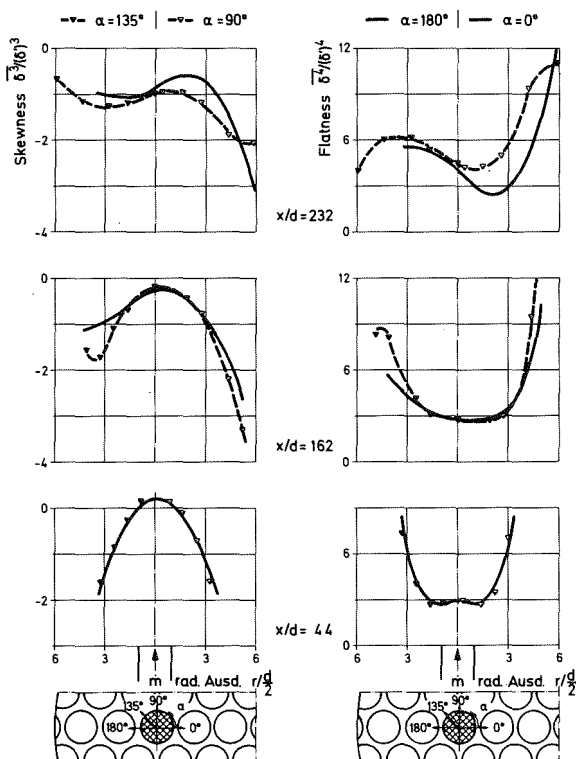 α=135° α=90° α=180° α=0°
Skewness δ³/(δ')³
0
-2
-4
Flatness δ⁴/(δ')⁴
12
6
0
x/d=232
0
-2
-4
12
6
0
x/d=162
0
-2
6
0
x/d=44
6 3 ṁ 3 6
rad. Ausd. r/d/2
6 3 ṁ 3 6
rad. Ausd. r/d/2
135° 90° α
180° 0°
135° 90° α
180° 0°